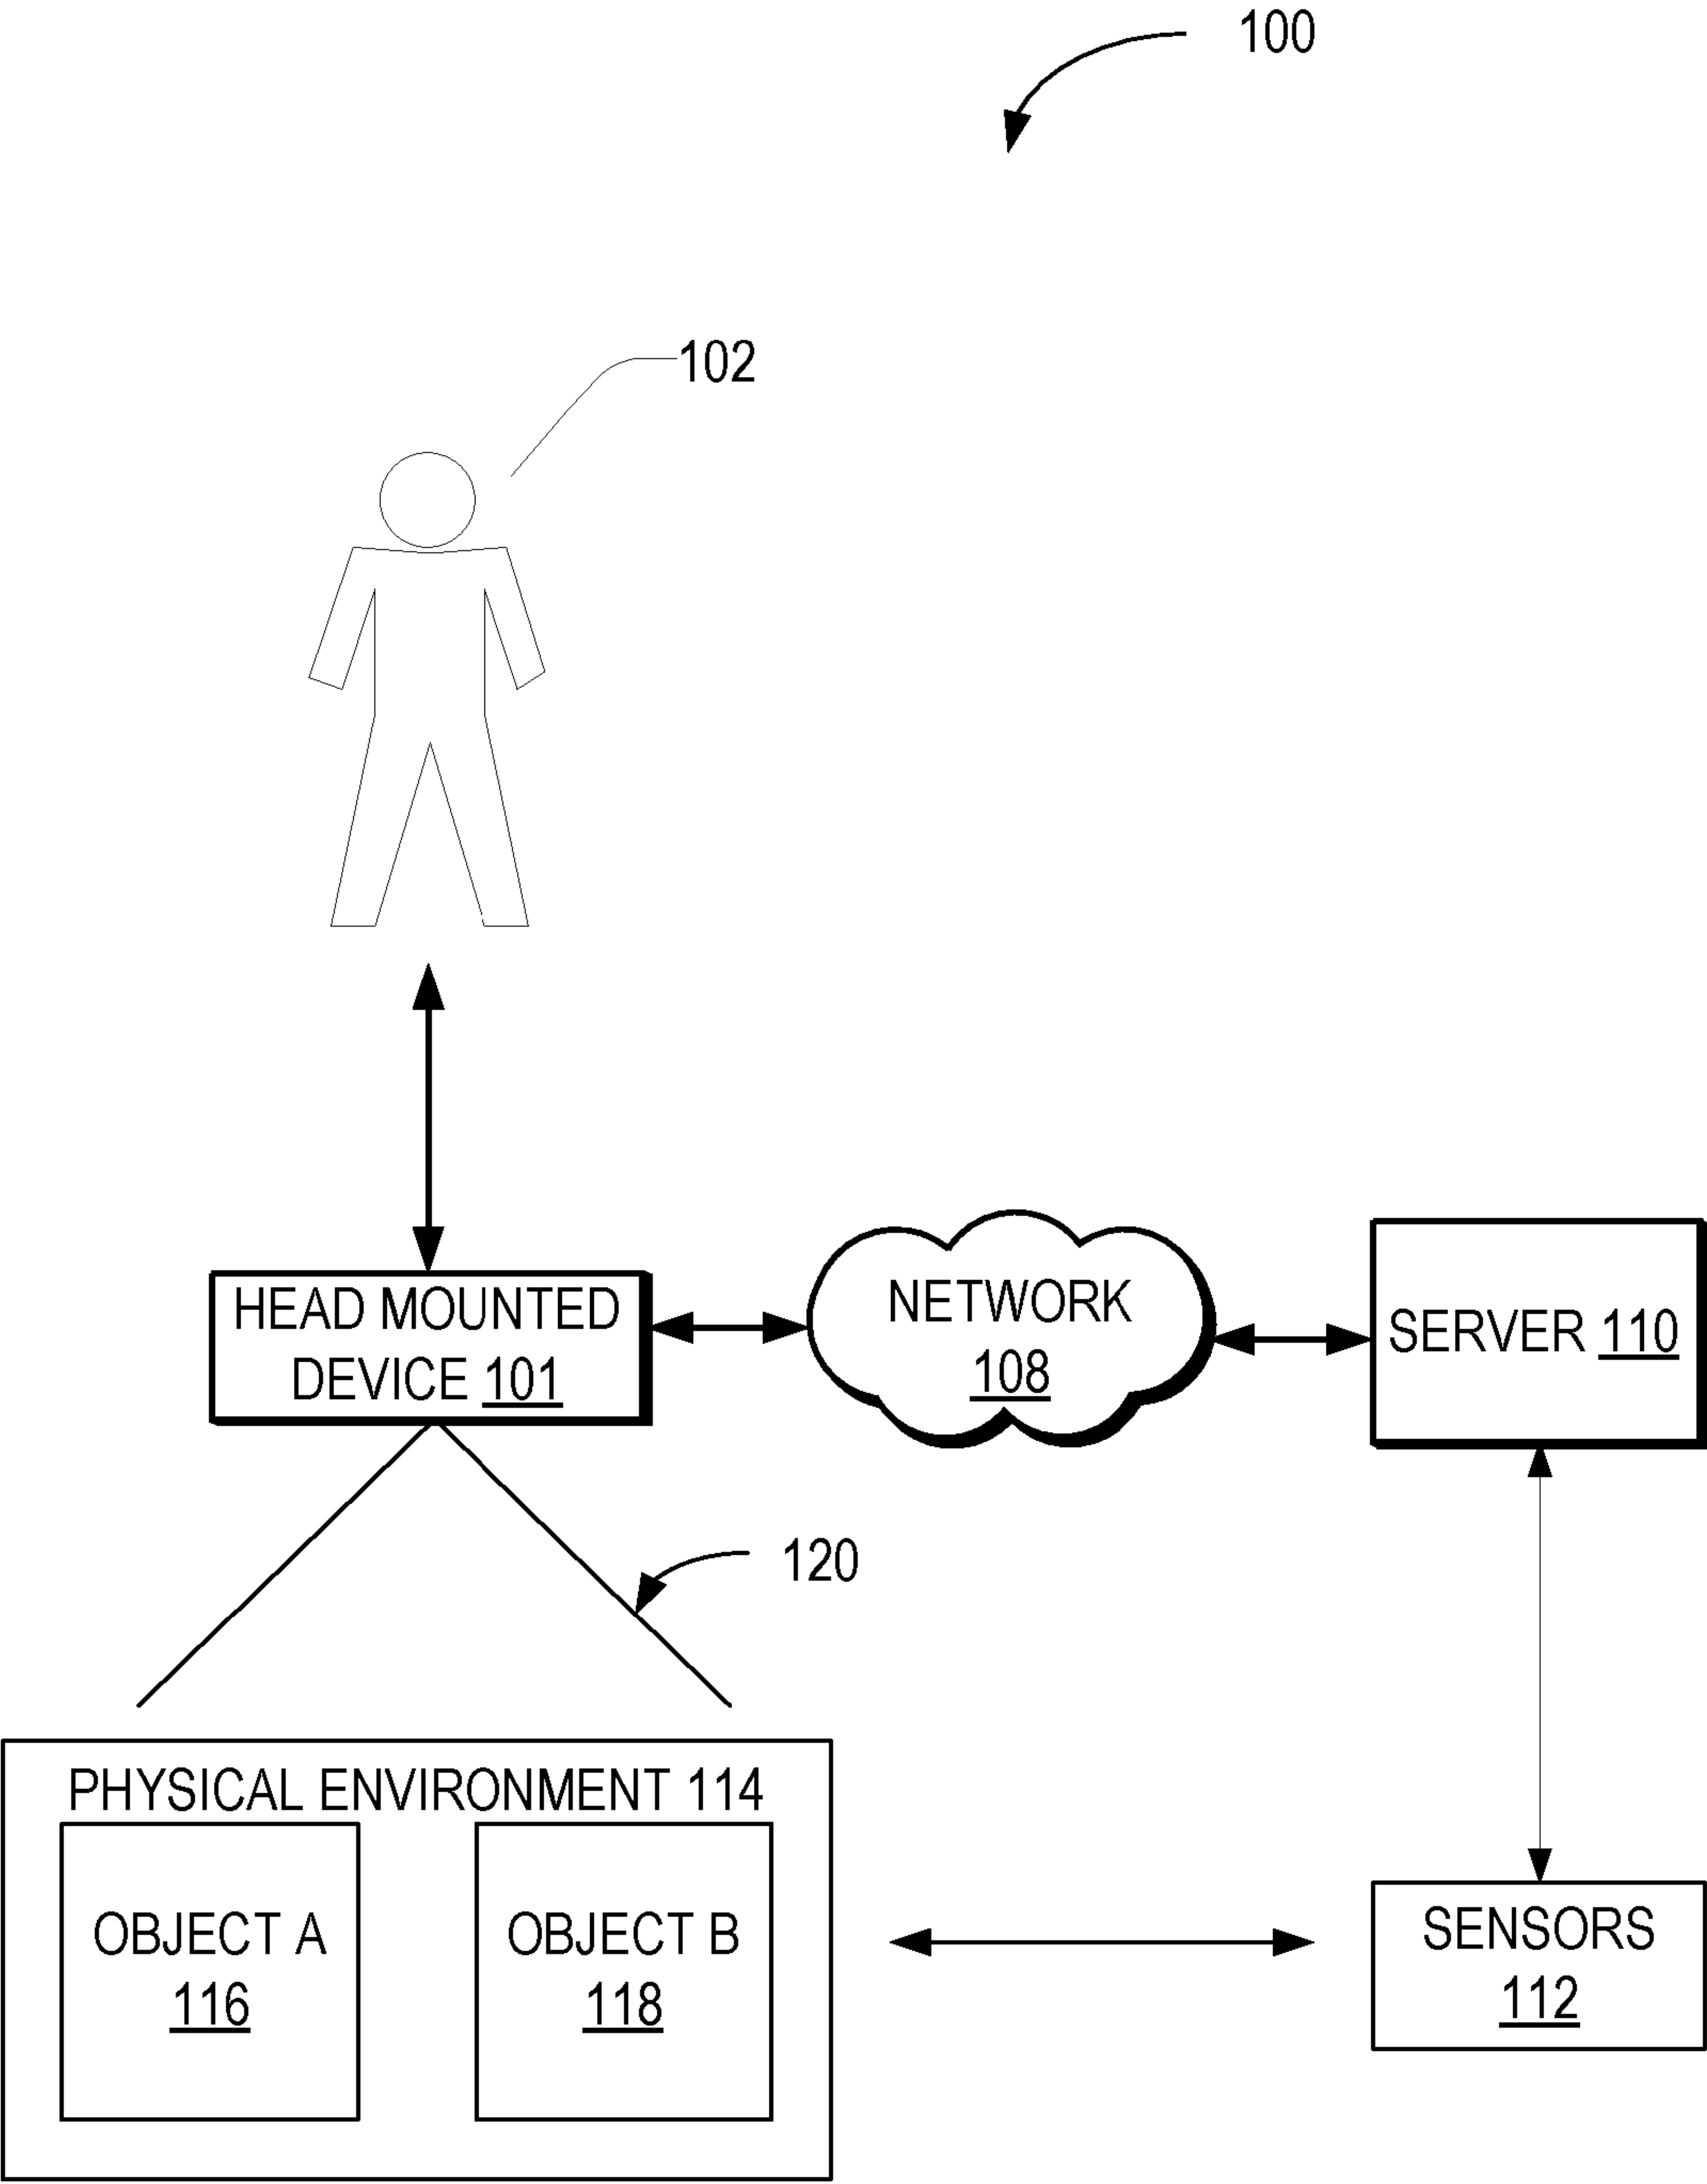 100
102
HEAD MOUNTED
DEVICE 101
NETWORK
108
SERVER 110
120
PHYSICAL ENVIRONMENT 114
OBJECT A
116
OBJECT B
118
SENSORS
112